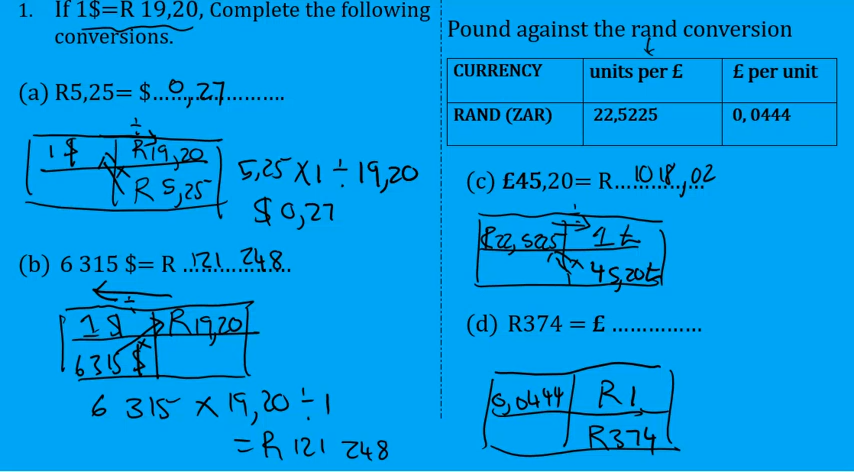 1. If 1$=R 19,20, Complete the following
conversions.
(a) R5,25= $....0,27............
÷
1 $ R19,20
R 5,25
5,25 × 1 ÷ 19,20
$ 0,27
(b) 6 315 $= R ...121 248..
÷
1 $ R19,20
6315 $
6 315 × 19,20 ÷ 1
= R 121 248
Pound against the rand conversion
CURRENCY units per £ £ per unit
RAND (ZAR) 22,5225 0, 0444
(c) £45,20= R....1018,02
÷
R22,5225 1 £
45,20£
(d) R374 = £ ...............
0,0444 R1
R374